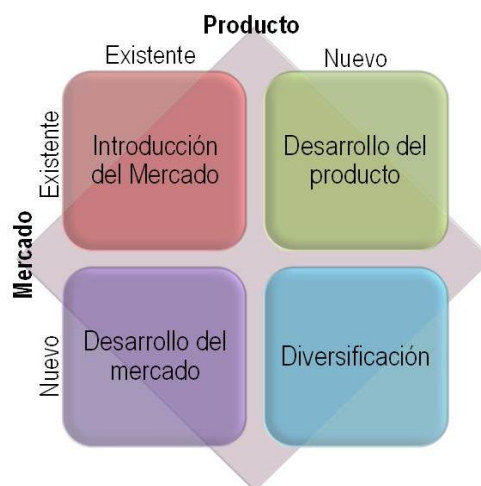 Producto
Existente
Nuevo
Mercado
Existente
Introducción
del Mercado
Desarrollo del
producto
Nuevo
Desarrollo del
mercado
Diversificación